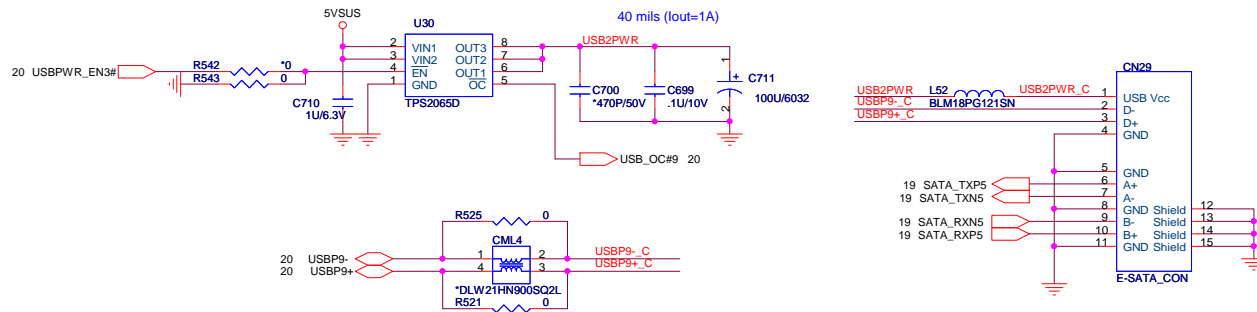 5VSUS
U30
40 mils (Iout=1A)
2 VIN1 OUT3 8 USB2PWR
3 VIN2 OUT2 7
4 EN OUT1 6
1 GND OC 5
TPS2065D
20 USBPWR_EN3#
R542 *0
R543 0
C710
1U/6.3V
C700
*470P/50V
C699
.1U/10V
1
+
C711
100U/6032
2
USB_OC#9 20
R525 0
CML4
20 USBP9- 1 2 USBP9-_C
20 USBP9+ 4 3 USBP9+_C
*DLW21HN900SQ2L
R521 0
CN29
USB2PWR L52 USB2PWR_C 1 USB Vcc
BLM18PG121SN
USBP9-_C 2 D-
USBP9+_C 3 D+
4 GND
5 GND
19 SATA_TXP5 6 A+
19 SATA_TXN5 7 A-
8 GND Shield 12
19 SATA_RXN5 9 B- Shield 13
19 SATA_RXP5 10 B+ Shield 14
11 GND Shield 15
E-SATA_CON